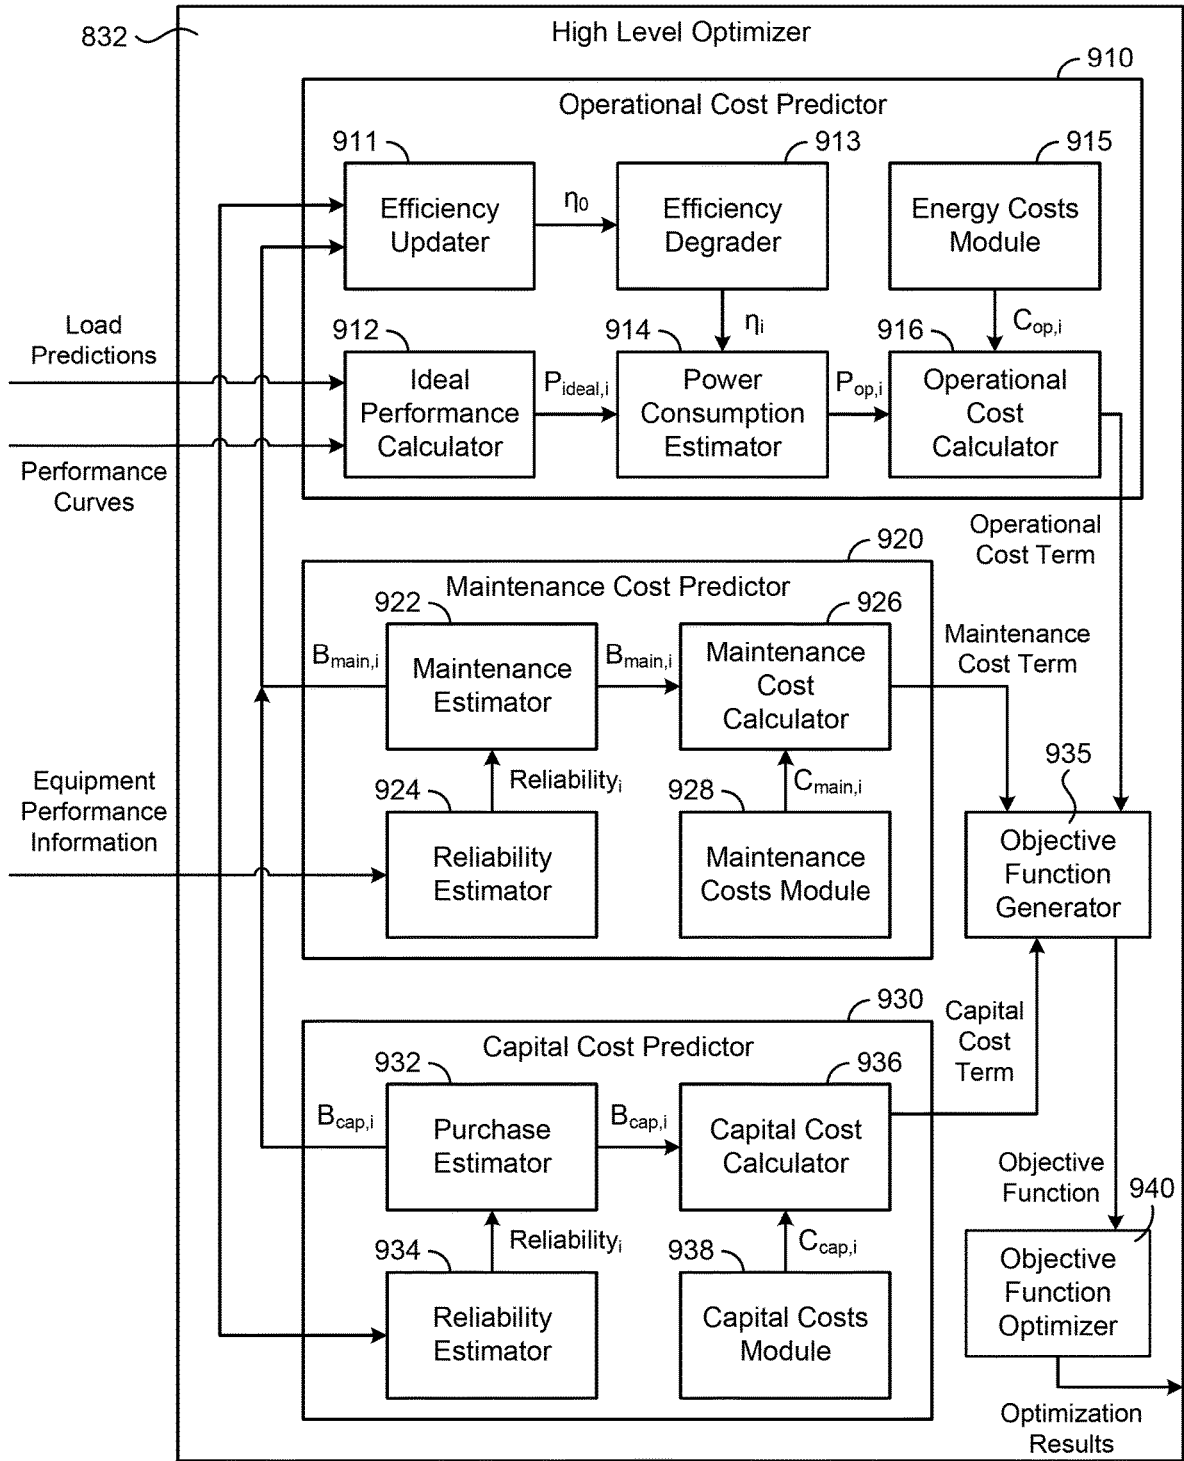 832
High Level Optimizer
910
Operational Cost Predictor
911
Efficiency
Updater
η0
913
Efficiency
Degrader
915
Energy Costs
Module
ηi
Cop,i
Load
Predictions
Performance
Curves
912
Ideal
Performance
Calculator
Pideal,i
914
Power
Consumption
Estimator
Pop,i
916
Operational
Cost
Calculator
Operational
Cost Term
920
Maintenance Cost Predictor
922
Bmain,i
Maintenance
Estimator
Bmain,i
926
Maintenance
Cost
Calculator
Maintenance
Cost Term
Equipment
Performance
Information
924
Reliabilityi
Reliability
Estimator
928
Cmain,i
Maintenance
Costs Module
935
Objective
Function
Generator
930
Capital Cost Predictor
932
Bcap,i
Purchase
Estimator
Bcap,i
936
Capital Cost
Calculator
Capital
Cost
Term
934
Reliabilityi
Reliability
Estimator
938
Ccap,i
Capital Costs
Module
Objective
Function
940
Objective
Function
Optimizer
Optimization
Results